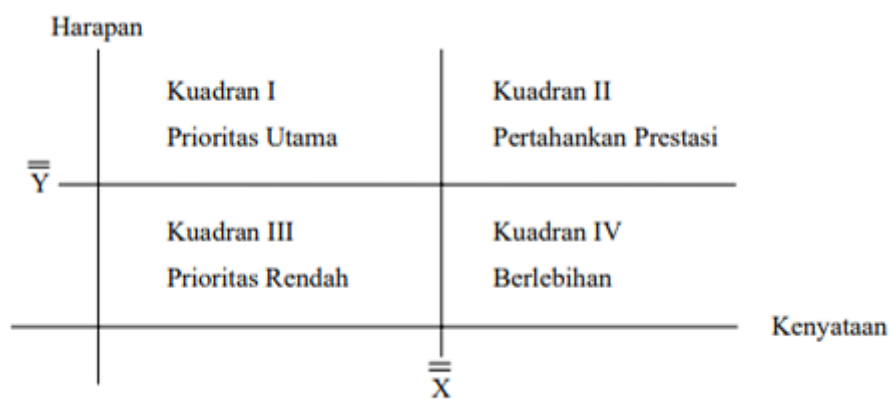 Harapan
Kuadran I
Prioritas Utama
Kuadran II
Pertahankan Prestasi
Y̿
Kuadran III
Prioritas Rendah
Kuadran IV
Berlebihan
Kenyataan
X̿